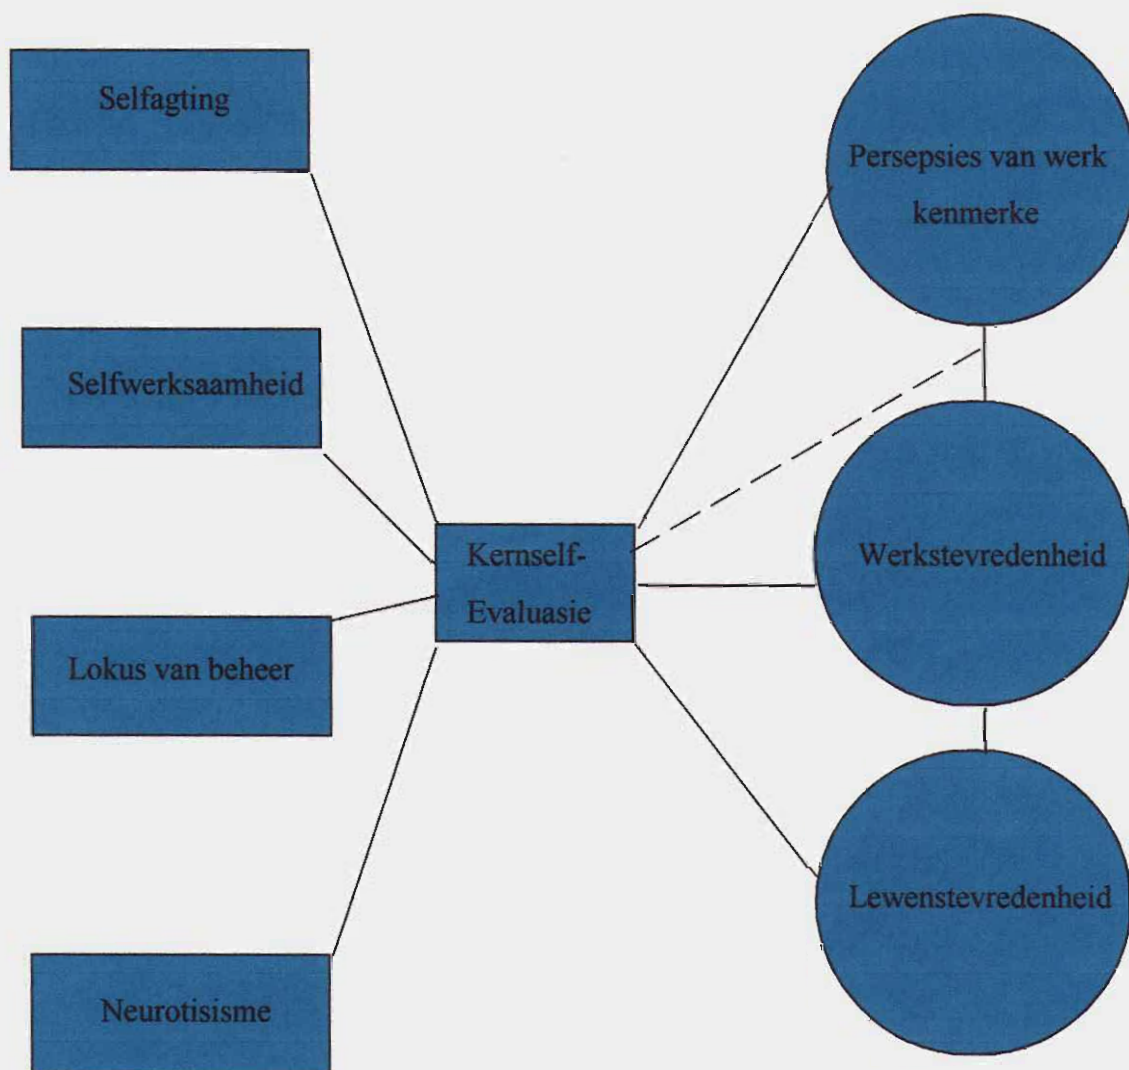 Selfagting
Selfwerksaamheid
Lokus van beheer
Neurotisisme
Kernself-
Evaluasie
Persepsies van werk
kenmerke
Werkstevredenheid
Lewenstevredenheid